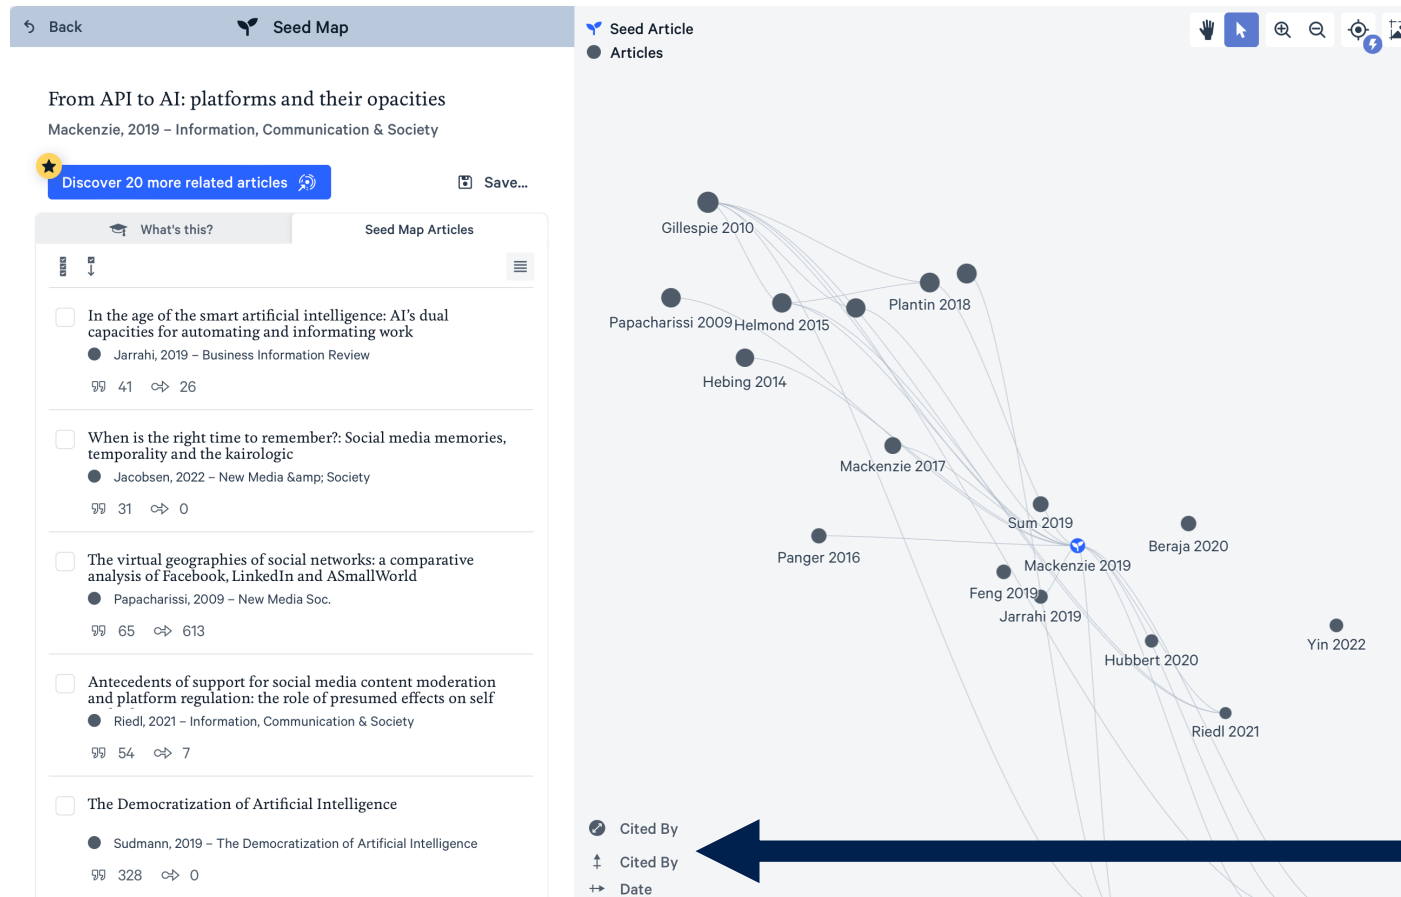 Back
Seed Map
From API to AI: platforms and their opacities
Mackenzie, 2019 – Information, Communication & Society
Discover 20 more related articles
Save...
What's this?
Seed Map Articles
In the age of the smart artificial intelligence: AI's dual
capacities for automating and informating work
Jarrahi, 2019 – Business Information Review
41 26
When is the right time to remember?: Social media memories,
temporality and the kairologic
Jacobsen, 2022 – New Media &amp; Society
31 0
The virtual geographies of social networks: a comparative
analysis of Facebook, LinkedIn and ASmallWorld
Papacharissi, 2009 – New Media Soc.
65 613
Antecedents of support for social media content moderation
and platform regulation: the role of presumed effects on self
Riedl, 2021 – Information, Communication & Society
54 7
The Democratization of Artificial Intelligence
Sudmann, 2019 – The Democratization of Artificial Intelligence
328 0
Seed Article
Articles
Gillespie 2010
Plantin 2018
Papacharissi 2009
Helmond 2015
Hebing 2014
Mackenzie 2017
Sum 2019
Beraja 2020
Panger 2016
Mackenzie 2019
Feng 2019
Jarrahi 2019
Yin 2022
Hubbert 2020
Riedl 2021
Cited By
Cited By
Date